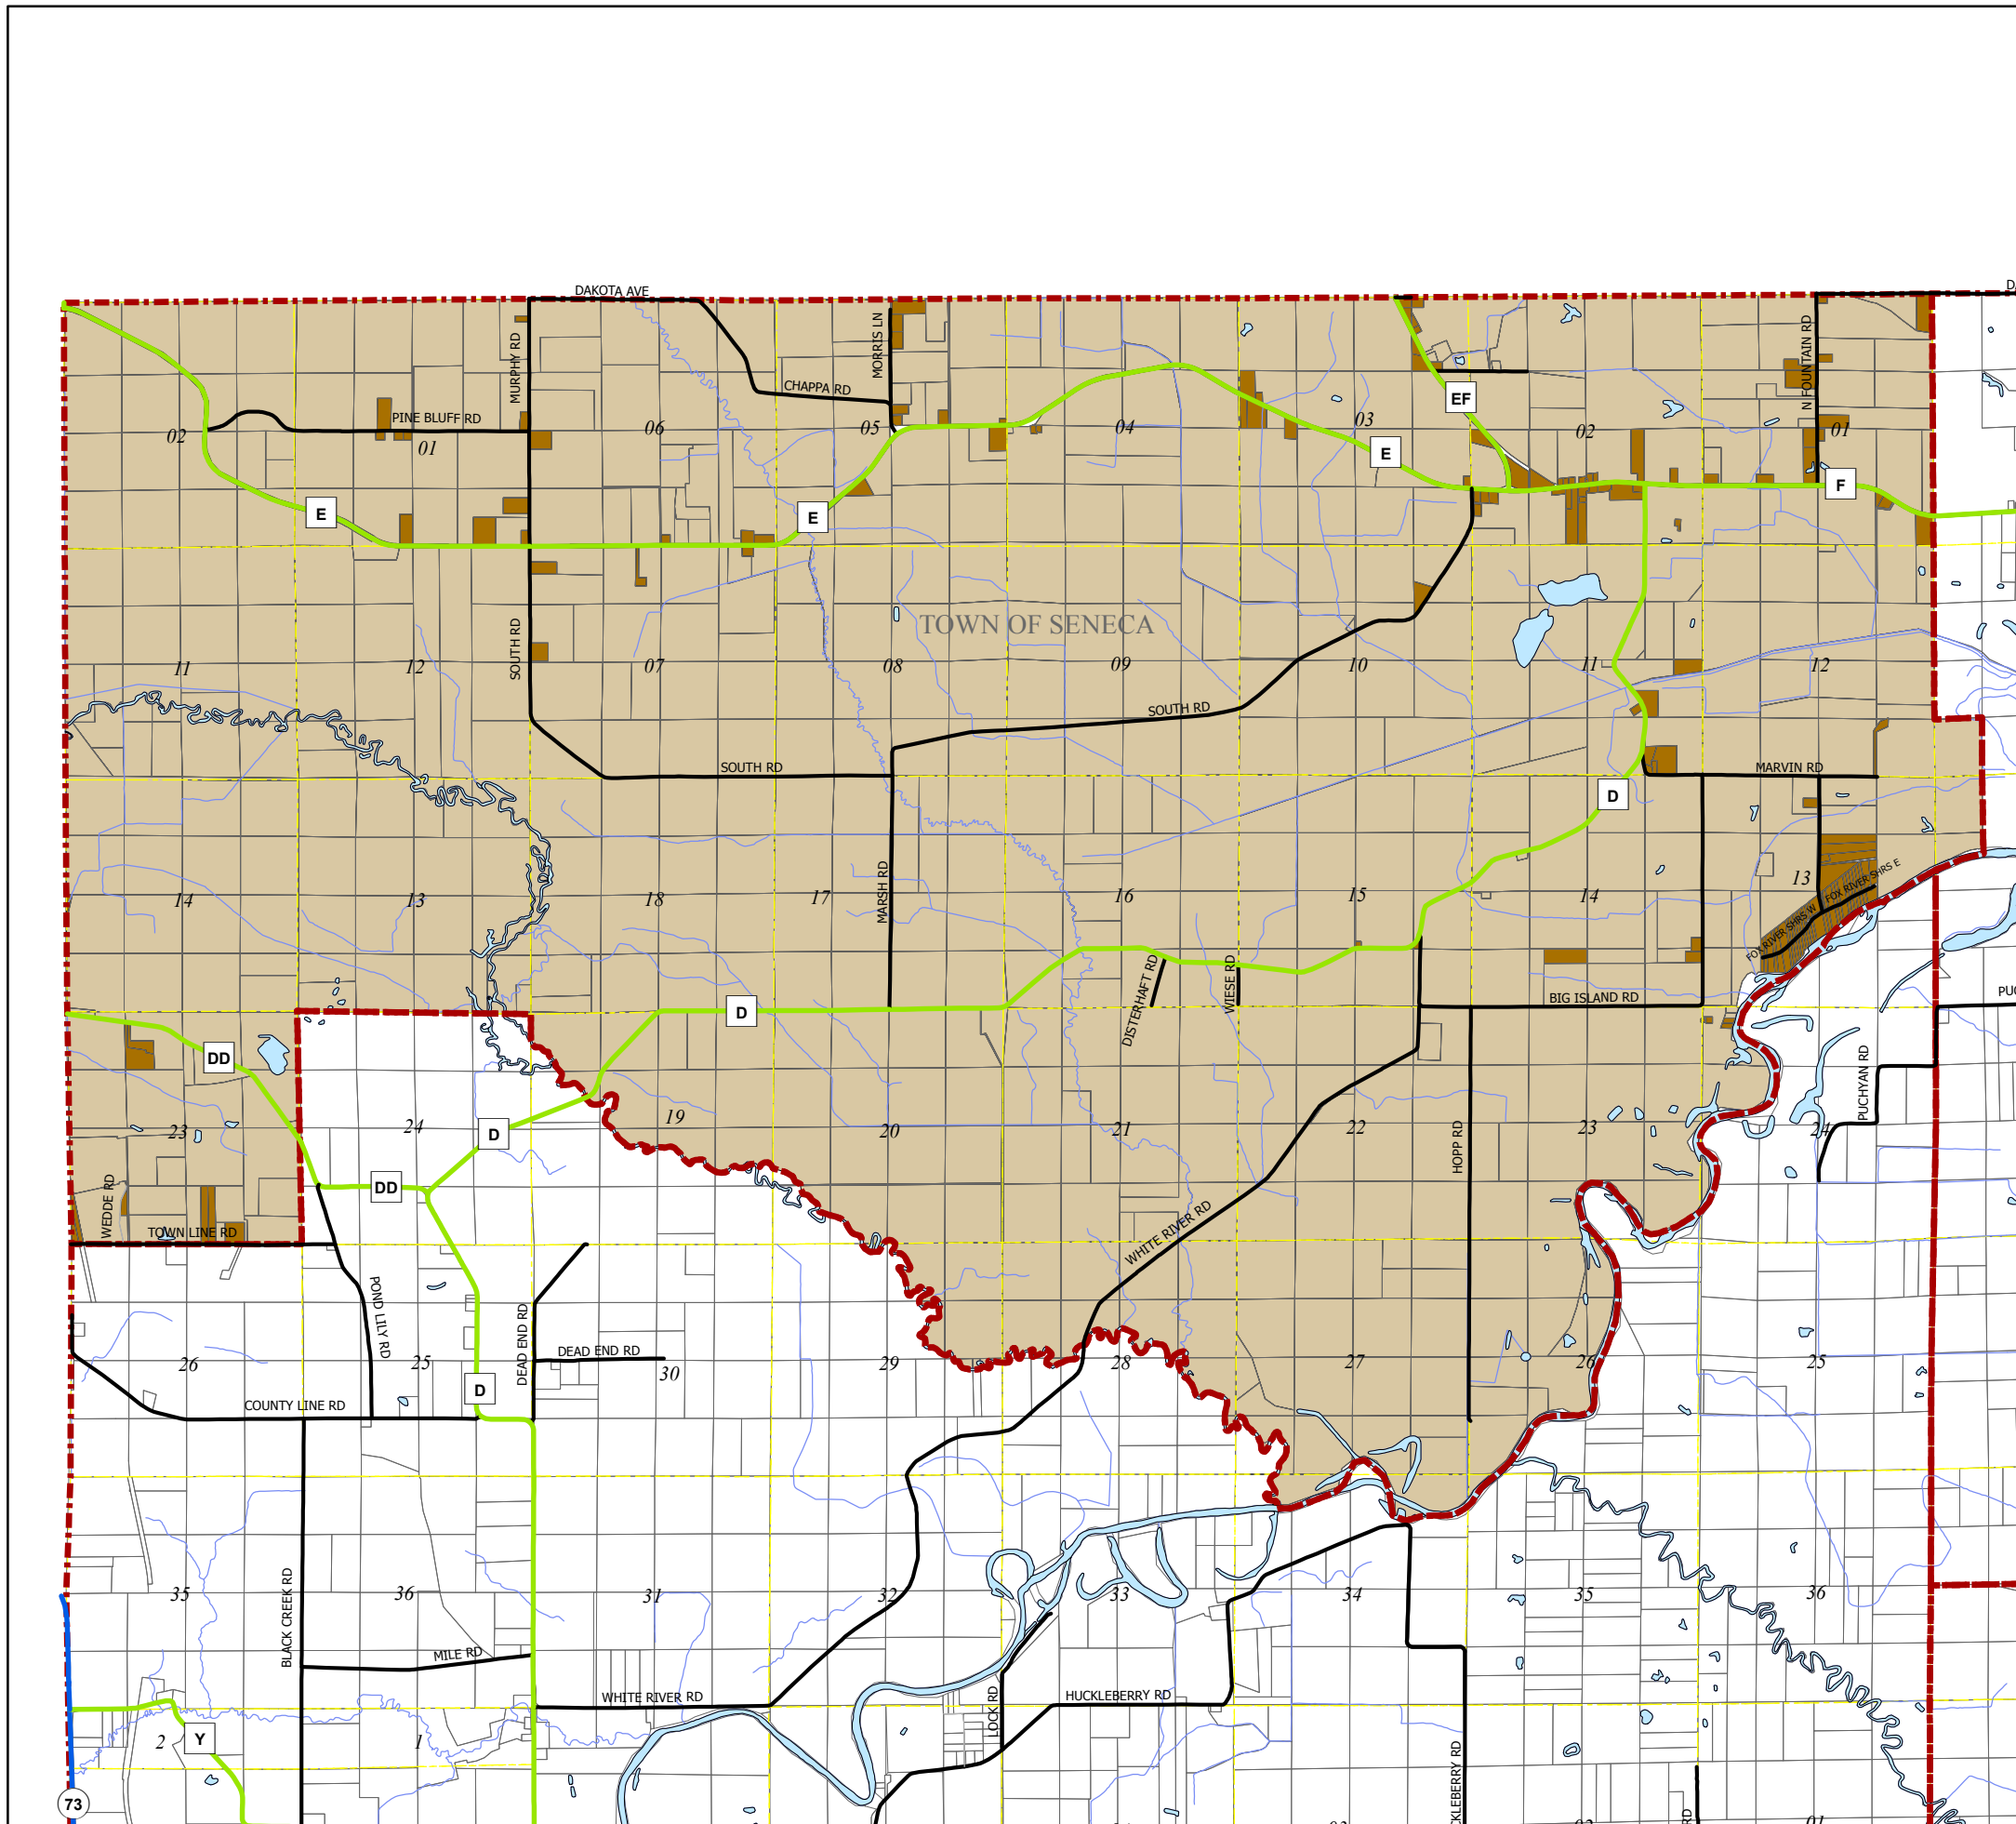 DAKOTA AVE
MURPHY RD
MORRIS LN
N FOUNTAIN RD
CHAPPA RD
EF
PINE BLUFF RD
02
01
06
05
04
03
02
01
E
E
E
F
TOWN OF SENECA
SOUTH RD
11
12
07
08
09
10
11
12
SOUTH RD
SOUTH RD
MARVIN RD
D
14
13
18
17
MARSH RD
16
15
14
13
FOX RIVER SHRS E
FOX RIVER SHRS W
DISTERHAFT RD
WIESE RD
BIG ISLAND RD
D
DD
PUCHYAN RD
23
24
D
19
20
21
22
HOPP RD
23
24
DD
WEDDE RD
TOWN LINE RD
WHITE RIVER RD
POND LILY RD
DEAD END RD
DEAD END RD
26
25
30
29
28
27
26
25
D
COUNTY LINE RD
35
BLACK CREEK RD
36
31
32
33
34
35
36
MILE RD
WHITE RIVER RD
LOCK RD
HUCKLEBERRY RD
KLEBERRY RD
RD
2
Y
1
73
01